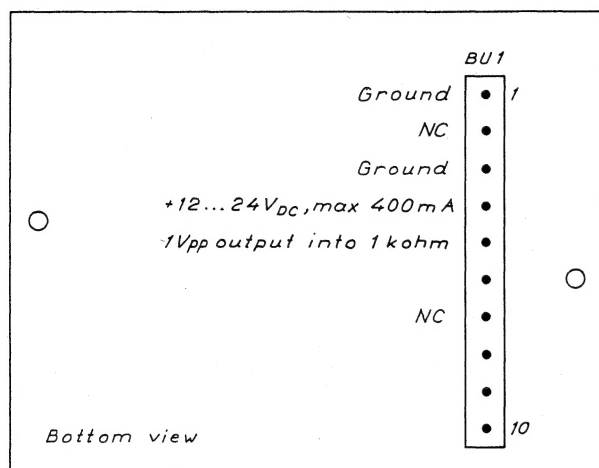 BU1
Ground 1
NC
Ground
+12...24VDC, max 400mA
1Vpp output into 1 kohm
NC
10
Bottom view